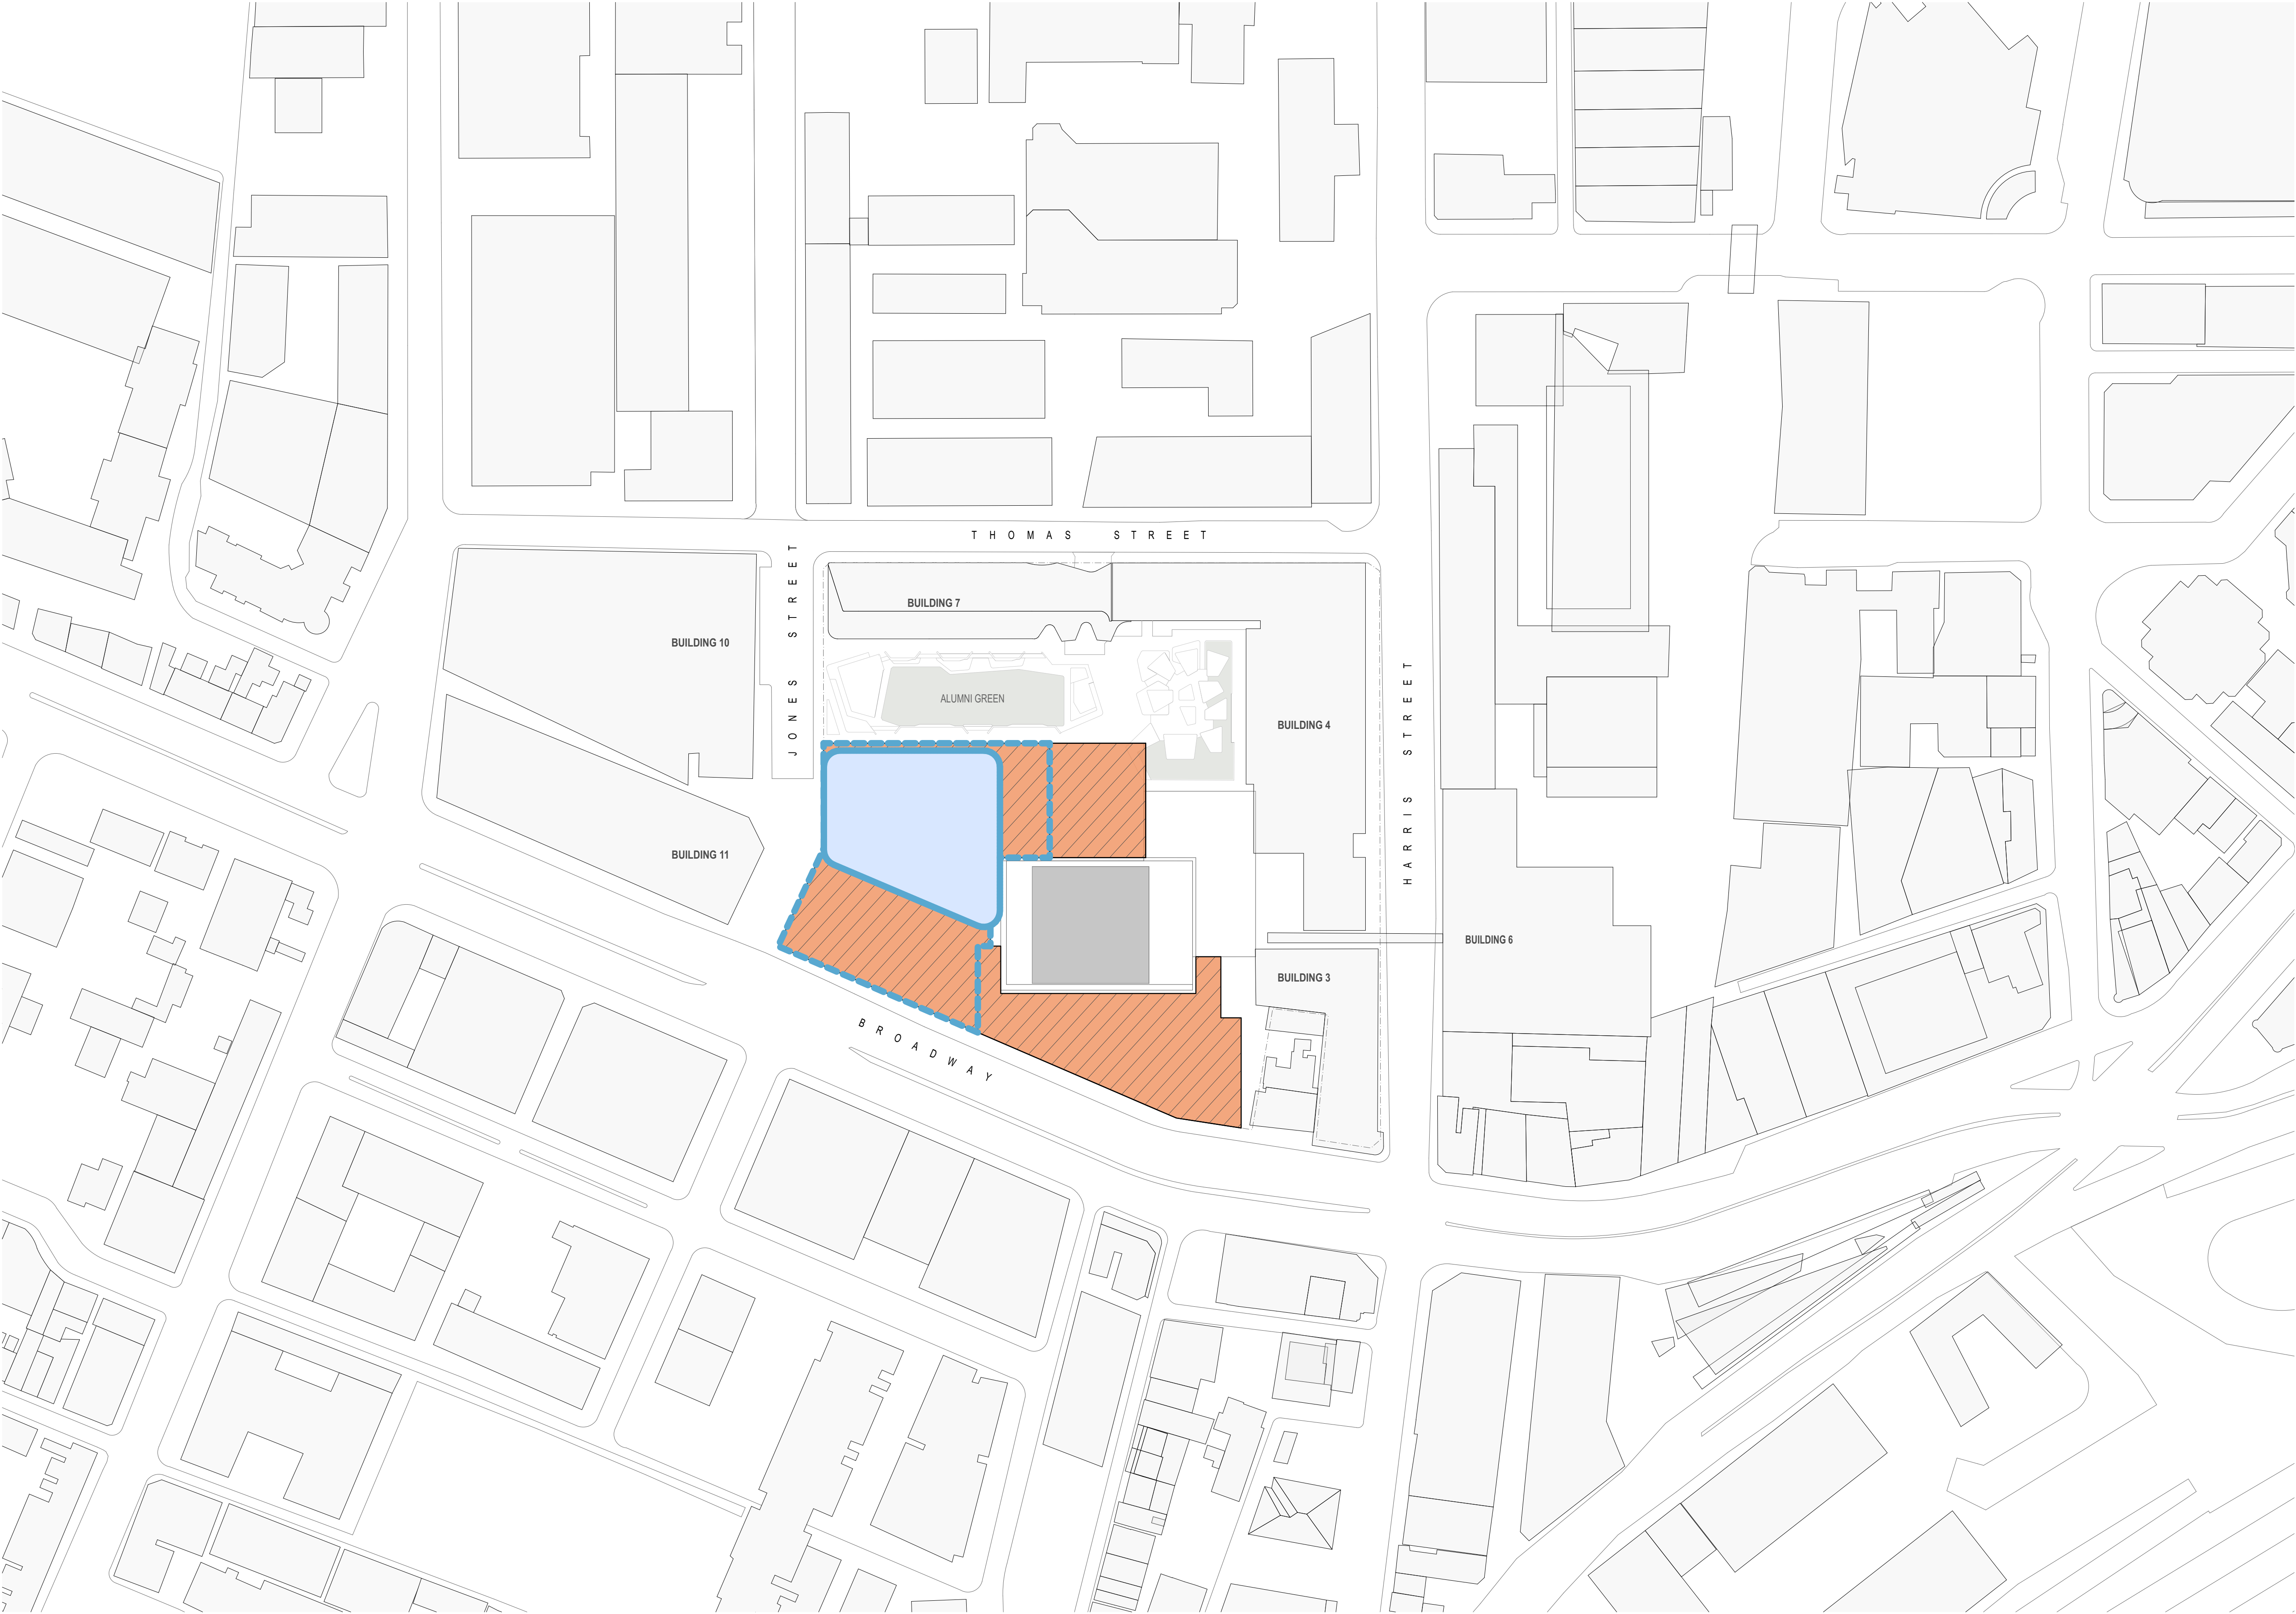 THOMAS STREET
JONES STREET
BUILDING 7
BUILDING 10
ALUMNI GREEN
BUILDING 4
HARRIS STREET
BUILDING 11
BUILDING 6
BUILDING 3
BROADWAY